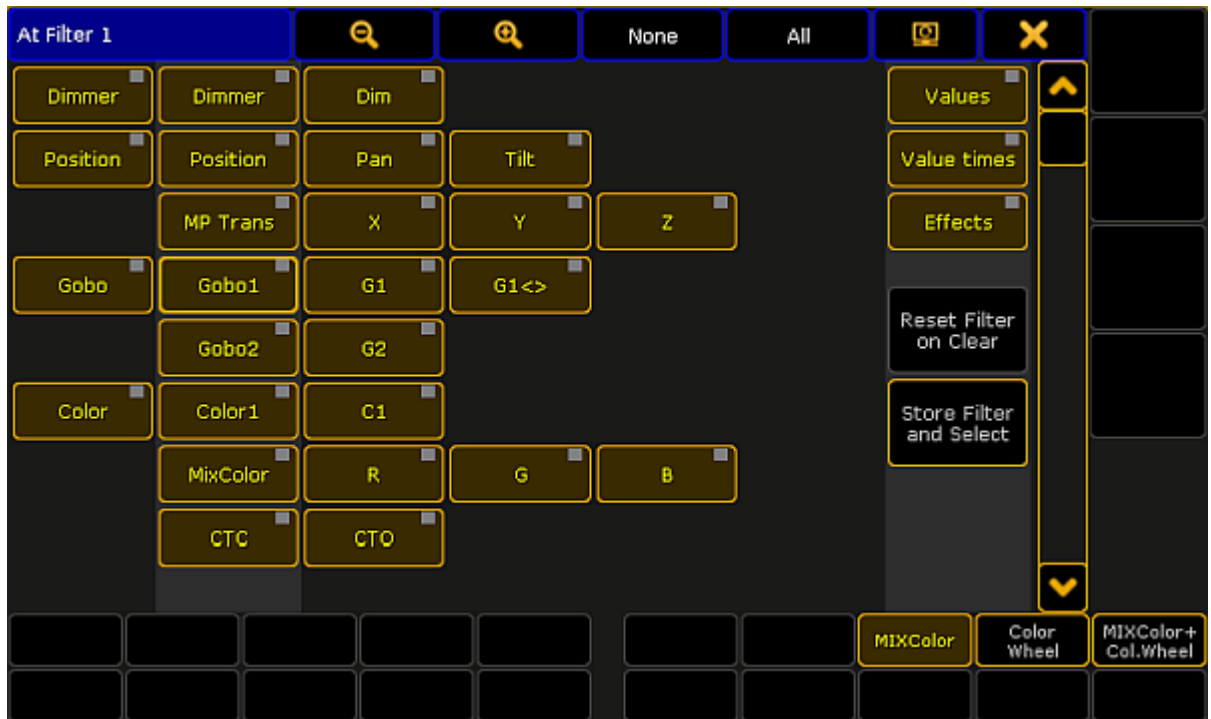 At Filter 1 None All
Dimmer Dimmer Dim Values
Position Position Pan Tilt Value times
MP Trans X Y Z Effects
Gobo Gobo1 G1 G1<>
Reset Filter
on Clear
Gobo2 G2
Color Color1 C1
Store Filter
and Select
MixColor R G B
CTC CTO
MIXColor
Color
Wheel
MIXColor+
Col.Wheel